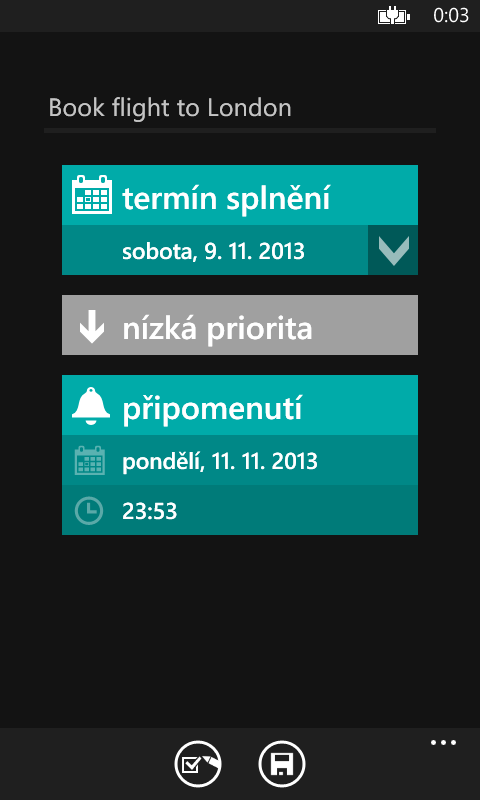 0:03
Book flight to London
termín splnění
sobota, 9. 11. 2013
nízká priorita
připomenutí
pondělí, 11. 11. 2013
23:53